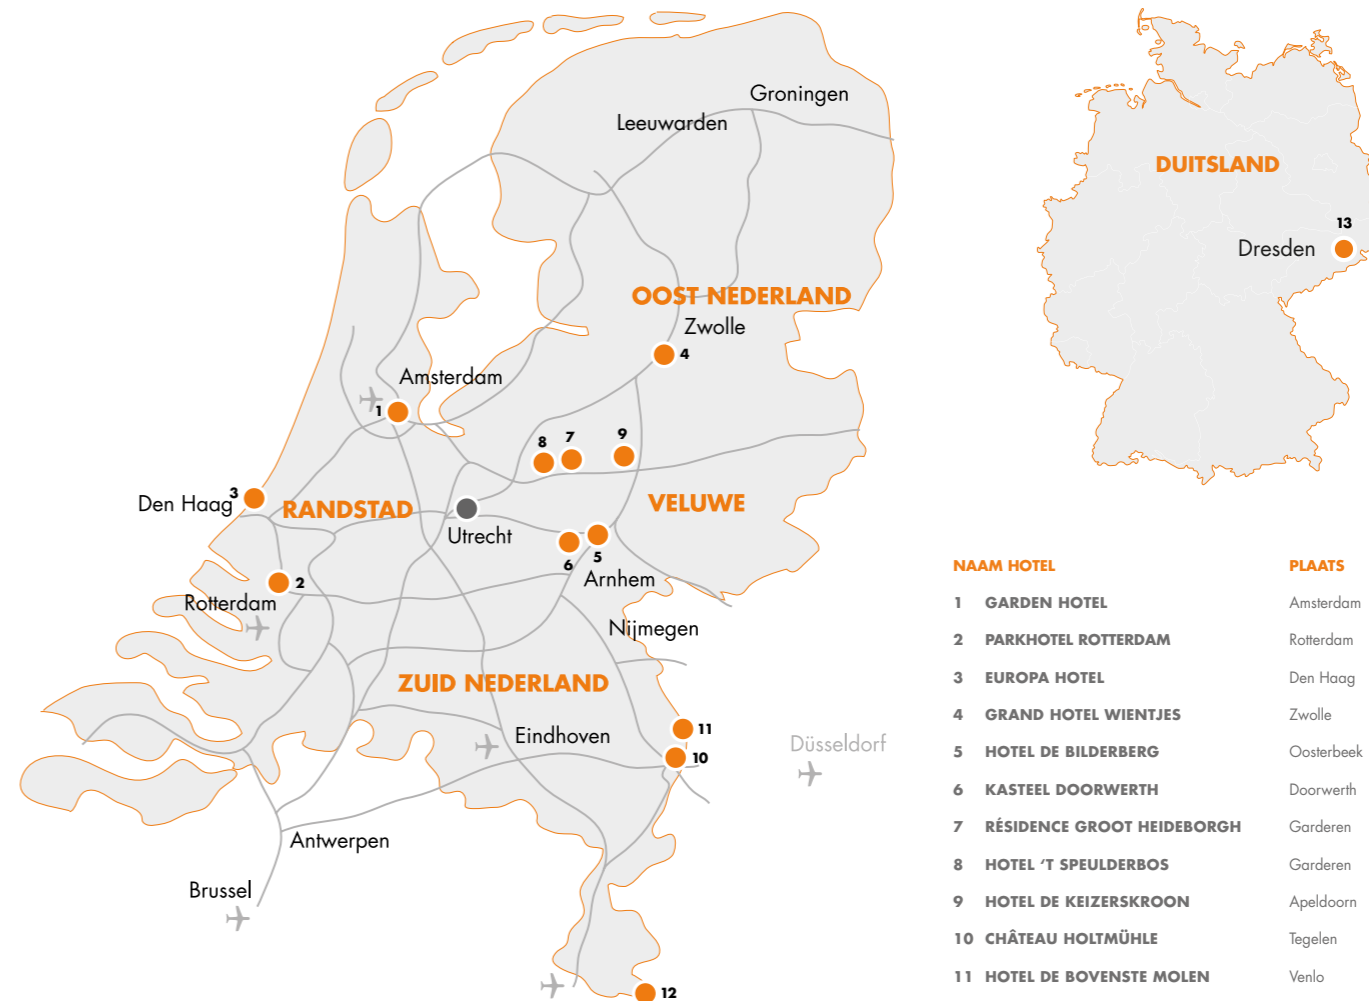 Groningen
Leeuwarden
DUITSLAND
13
Dresden
OOST NEDERLAND
Zwolle
4
Amsterdam
1
8
7
9
3
Den Haag
RANDSTAD
VELUWE
Utrecht
5
6
Arnhem
2
Rotterdam
Nijmegen
ZUID NEDERLAND
11
Eindhoven
10
Düsseldorf
Antwerpen
Brussel
12
NAAM HOTEL PLAATS
1 GARDEN HOTEL Amsterdam
2 PARKHOTEL ROTTERDAM Rotterdam
3 EUROPA HOTEL Den Haag
4 GRAND HOTEL WIENTJES Zwolle
5 HOTEL DE BILDERBERG Oosterbeek
6 KASTEEL DOORWERTH Doorwerth
7 RÉSIDENCE GROOT HEIDEBORGH Garderen
8 HOTEL ‘T SPEULDERBOS Garderen
9 HOTEL DE KEIZERSKROON Apeldoorn
10 CHÂTEAU HOLTMÜHLE Tegelen
11 HOTEL DE BOVENSTE MOLEN Venlo